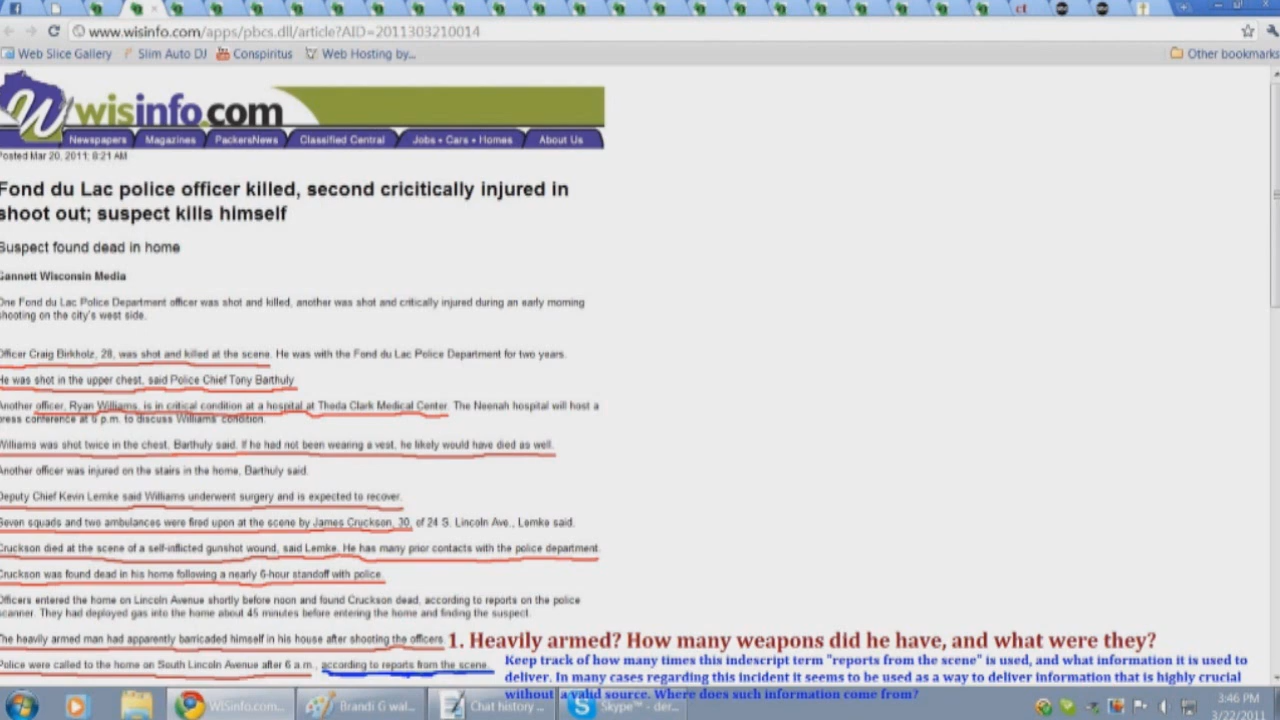 www.wisinfo.com/apps/pbcs.dll/article?AID=2011303210014
Web Slice Gallery Slim Auto DJ Conspiritus Web Hosting by... Other bookmarks
W wisinfo.com
Newspapers Magazines PackersNews Classified Central Jobs • Cars • Homes About Us
Posted Mar 20, 2011; 8:21 AM
Fond du Lac police officer killed, second cricitically injured in
shoot out; suspect kills himself
Suspect found dead in home
Gannett Wisconsin Media
One Fond du Lac Police Department officer was shot and killed, another was shot and critically injured during an early morning
shooting on the city's west side.
Officer Craig Birkholz, 28, was shot and killed at the scene. He was with the Fond du Lac Police Department for two years.
He was shot in the upper chest, said Police Chief Tony Barthuly
Another officer, Ryan Williams, is in critical condition at a hospital at Theda Clark Medical Center. The Neenah hospital will host a
press conference at 6 p.m. to discuss Williams' condition.
Williams was shot twice in the chest, Barthuly said. If he had not been wearing a vest, he likely would have died as well.
Another officer was injured on the stairs in the home, Barthuly said.
Deputy Chief Kevin Lemke said Williams underwent surgery and is expected to recover.
Seven squads and two ambulances were fired upon at the scene by James Cruckson, 30, of 24 S. Lincoln Ave., Lemke said.
Cruckson died at the scene of a self-inflicted gunshot wound, said Lemke. He has many prior contacts with the police department.
Cruckson was found dead in his home following a nearly 6-hour standoff with police.
Officers entered the home on Lincoln Avenue shortly before noon and found Cruckson dead, according to reports on the police
scanner. They had deployed gas into the home about 45 minutes before entering the home and finding the suspect.
The heavily armed man had apparently barricaded himself in his house after shooting the officers. 1. Heavily armed? How many weapons did he have, and what were they?
Police were called to the home on South Lincoln Avenue after 6 a.m., according to reports from the scene.
Keep track of how many times this indescript term "reports from the scene" is used, and what information it is used to
deliver. In many cases regarding this incident it seems to be used as a way to deliver information that is highly crucial
without a valid source. Where does such information come from?
WISinfo.com... Brandi G wal... Chat history ... Skype™ - der... 3:46 PM
3/22/2011